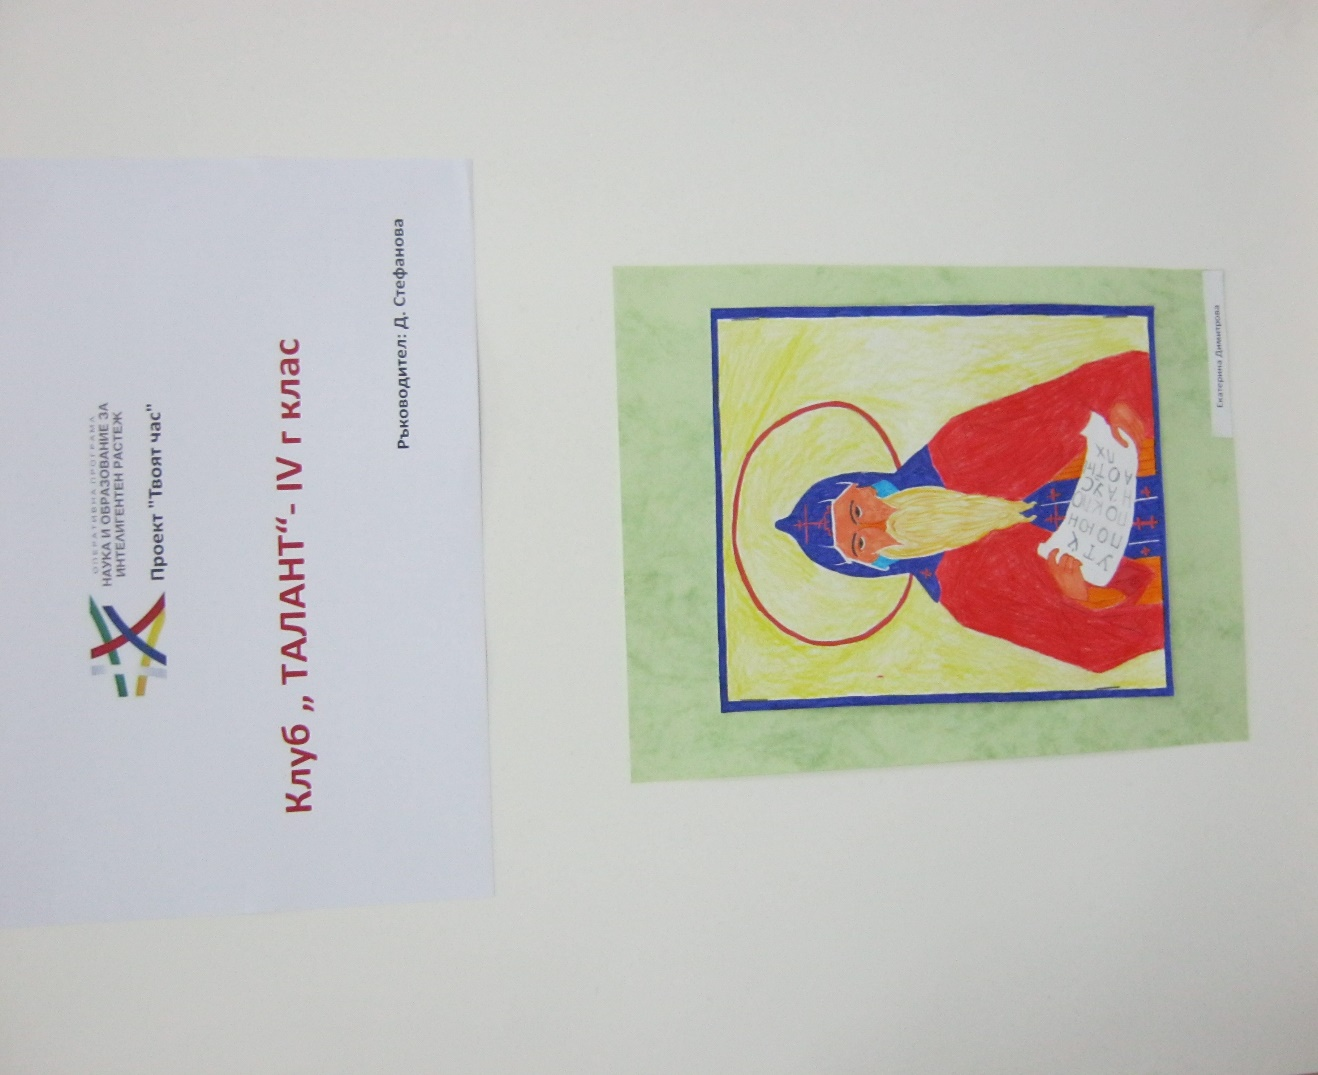 ОПЕРАТИВНА ПРОГРАМА
НАУКА И ОБРАЗОВАНИЕ ЗА
ИНТЕЛИГЕНТЕН РАСТЕЖ
Проект "Твоят час"
Клуб „ ТАЛАНТ“- IV г клас
Ръководител: Д. Стефанова
Екатерина Димитрова